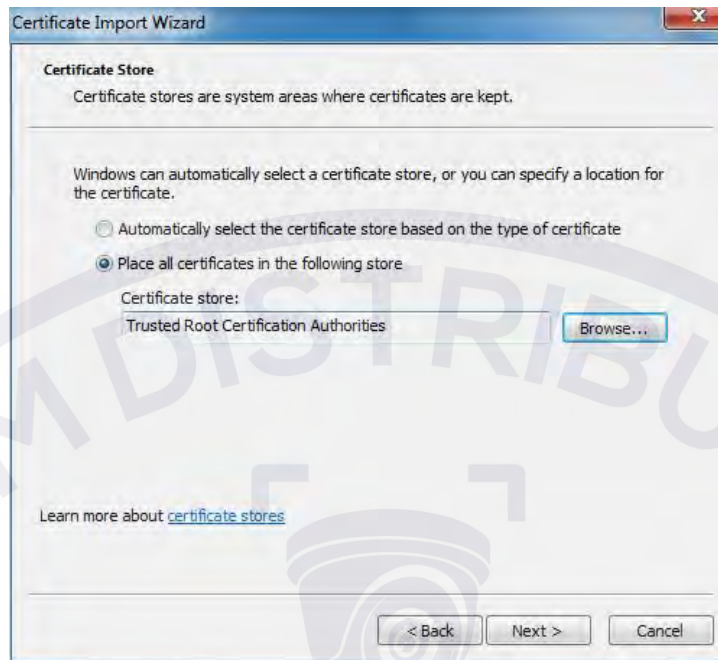 Certificate Import Wizard
Certificate Store
Certificate stores are system areas where certificates are kept.
Windows can automatically select a certificate store, or you can specify a location for
the certificate.
Automatically select the certificate store based on the type of certificate
Place all certificates in the following store
Certificate store:
Trusted Root Certification Authorities
Browse...
M DISTRIBU
Learn more about certificate stores
< Back
Next >
Cancel